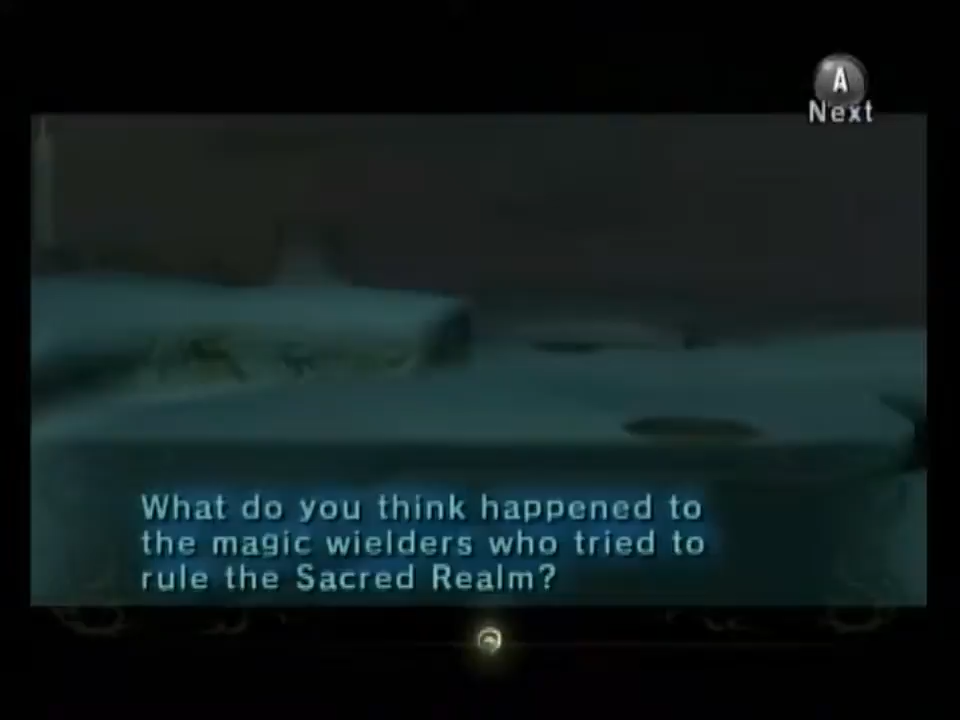 A
Next
What do you think happened to
the magic wielders who tried to
rule the Sacred Realm?